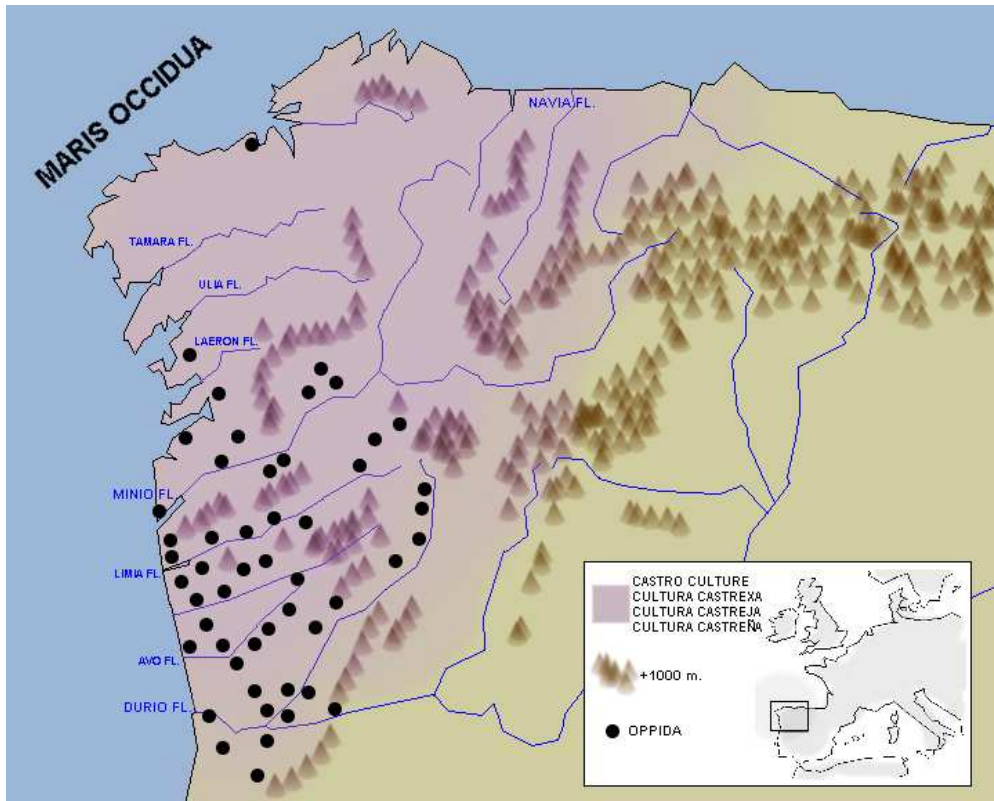 MARIS OCCIDUA
NAVIA FL.
TAMARA FL.
ULIA FL.
LAERON FL.
MINIO FL.
LIMIA FL.
AVO FL.
DURIO FL.
CASTRO CULTURE
CULTURA CASTREXA
CULTURA CASTREJA
CULTURA CASTREÑA
+1000 m.
OPPIDA